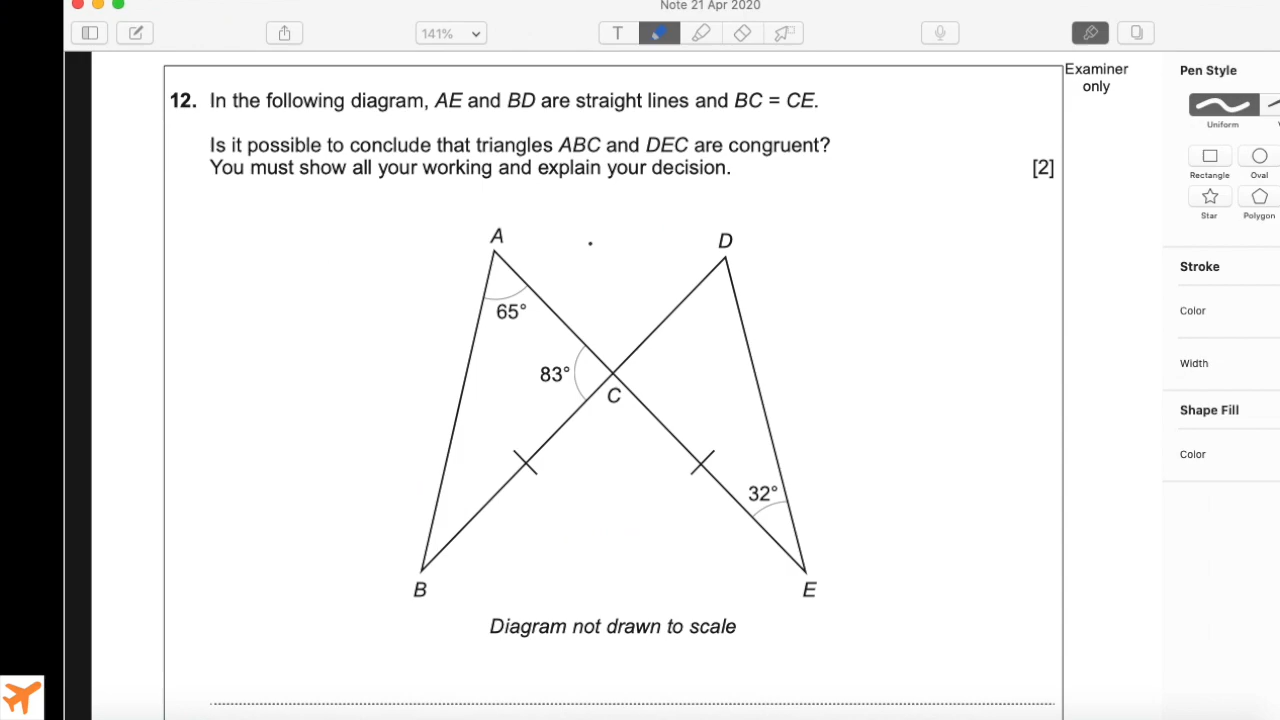 Note 21 Apr 2020
141%
T
Examiner
only
Pen Style
Uniform
Rectangle
Oval
Star
Polygon
Stroke
Color
Width
Shape Fill
Color
12. In the following diagram, AE and BD are straight lines and BC = CE.
Is it possible to conclude that triangles ABC and DEC are congruent?
You must show all your working and explain your decision. [2]
A
D
65°
83°
C
32°
B
E
Diagram not drawn to scale